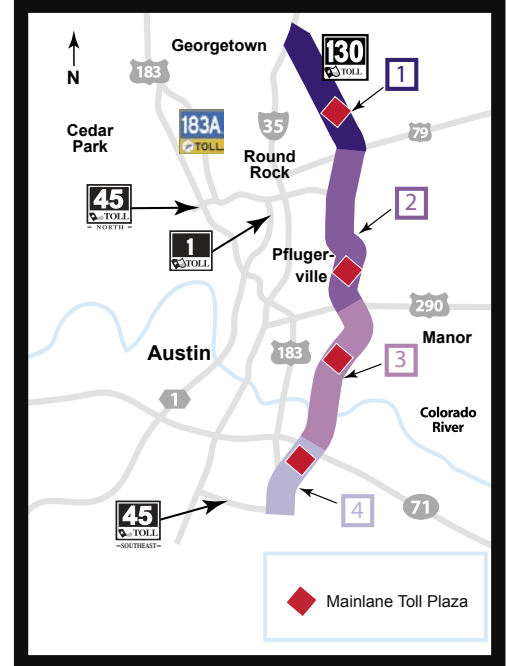 Georgetown
130
TOLL
1
183
N
183A
TOLL
35
79
Cedar
Park
Round
Rock
45
TOLL
NORTH
2
1
TOLL
Pfluger-
ville
290
Manor
Austin
183
3
1
Colorado
River
4
71
45
TOLL
SOUTHEAST
Mainlane Toll Plaza